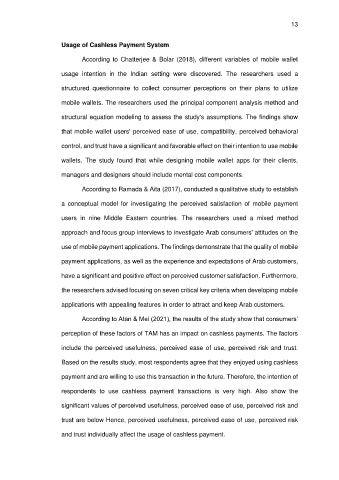 13
Usage of Cashless Payment System
According to Chatterjee & Bolar (2018), different variables of mobile wallet
usage intention in the Indian setting were discovered. The researchers used a
structured questionnaire to collect consumer perceptions on their plans to utilize
mobile wallets. The researchers used the principal component analysis method and
structural equation modeling to assess the study's assumptions. The findings show
that mobile wallet users' perceived ease of use, compatibility, perceived behavioral
control, and trust have a significant and favorable effect on their intention to use mobile
wallets. The study found that while designing mobile wallet apps for their clients,
managers and designers should include mental cost components.
According to Ramada & Aita (2017), conducted a qualitative study to establish
a conceptual model for investigating the perceived satisfaction of mobile payment
users in nine Middle Eastern countries. The researchers used a mixed method
approach and focus group interviews to investigate Arab consumers' attitudes on the
use of mobile payment applications. The findings demonstrate that the quality of mobile
payment applications, as well as the experience and expectations of Arab customers,
have a significant and positive effect on perceived customer satisfaction. Furthermore,
the researchers advised focusing on seven critical key criteria when developing mobile
applications with appealing features in order to attract and keep Arab customers.
According to Atan & Mei (2021), the results of the study show that consumers'
perception of these factors of TAM has an impact on cashless payments. The factors
include the perceived usefulness, perceived ease of use, perceived risk and trust.
Based on the results study, most respondents agree that they enjoyed using cashless
payment and are willing to use this transaction in the future. Therefore, the intention of
respondents to use cashless payment transactions is very high. Also show the
significant values of perceived usefulness, perceived ease of use, perceived risk and
trust are below Hence, perceived usefulness, perceived ease of use, perceived risk
and trust individually affect the usage of cashless payment.